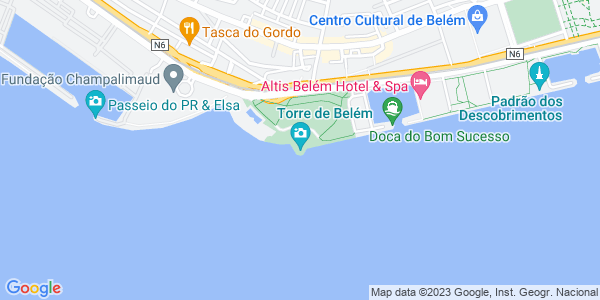 Centro Cultural de Belém
Tasca do Gordo
N6
N6
Fundação Champalimaud
Altis Belém Hotel & Spa
Passeio do PR & Elsa
Torre de Belém
Padrão dos
Descobrimentos
Doca do Bom Sucesso
Google
Map data ©2023 Google, Inst. Geogr. Nacional